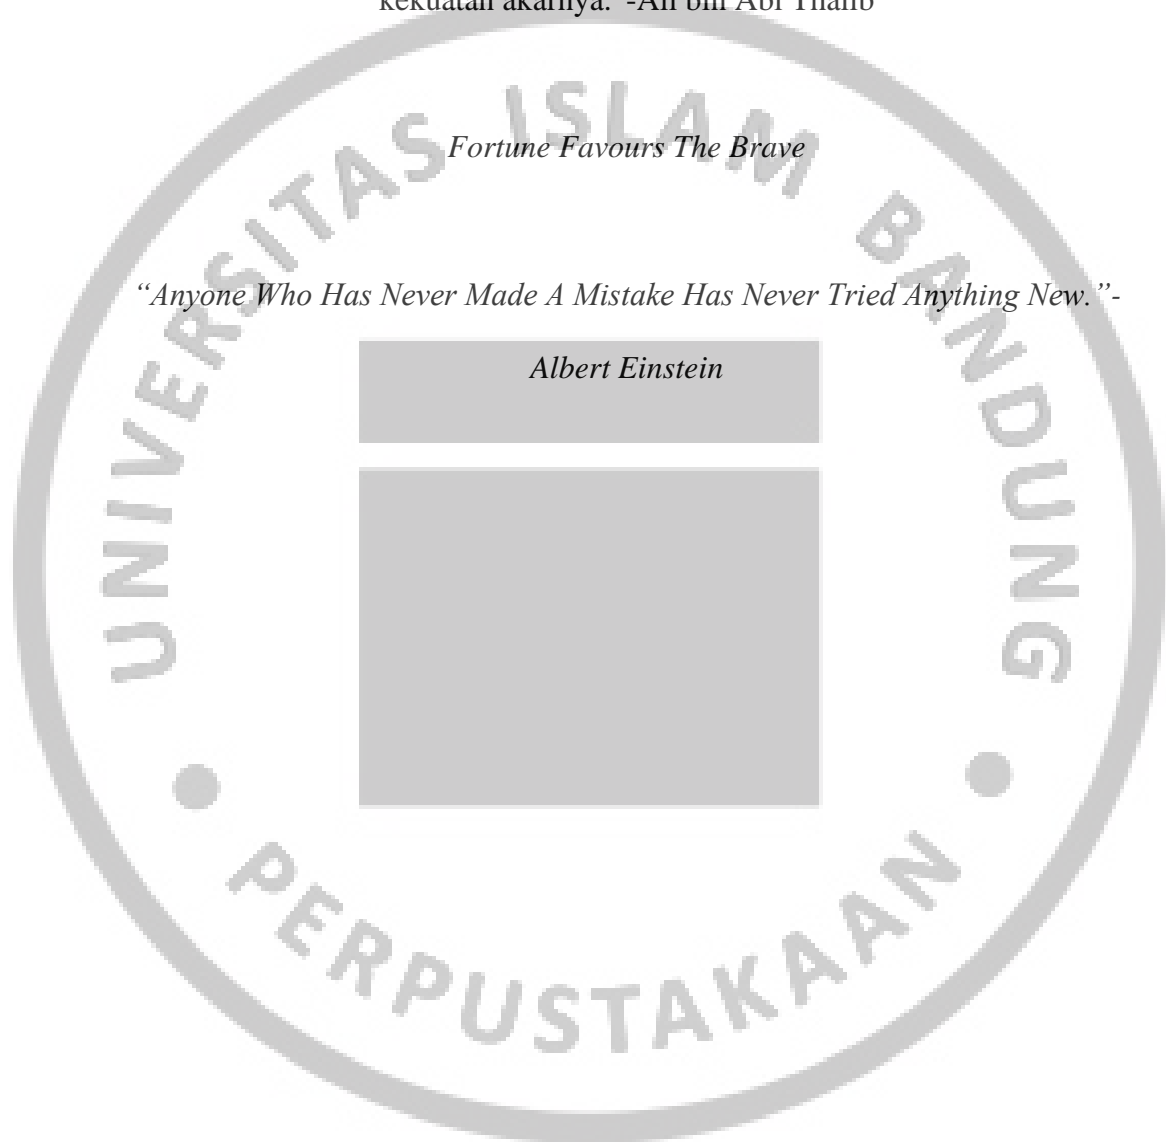 kekuatan akarnya." -Ali bin Abi Thalib
Fortune Favours The Brave
“Anyone Who Has Never Made A Mistake Has Never Tried Anything New.”-
Albert Einstein
UNIVERSITAS ISLAM BANDUNG
PERPUSTAKAAN